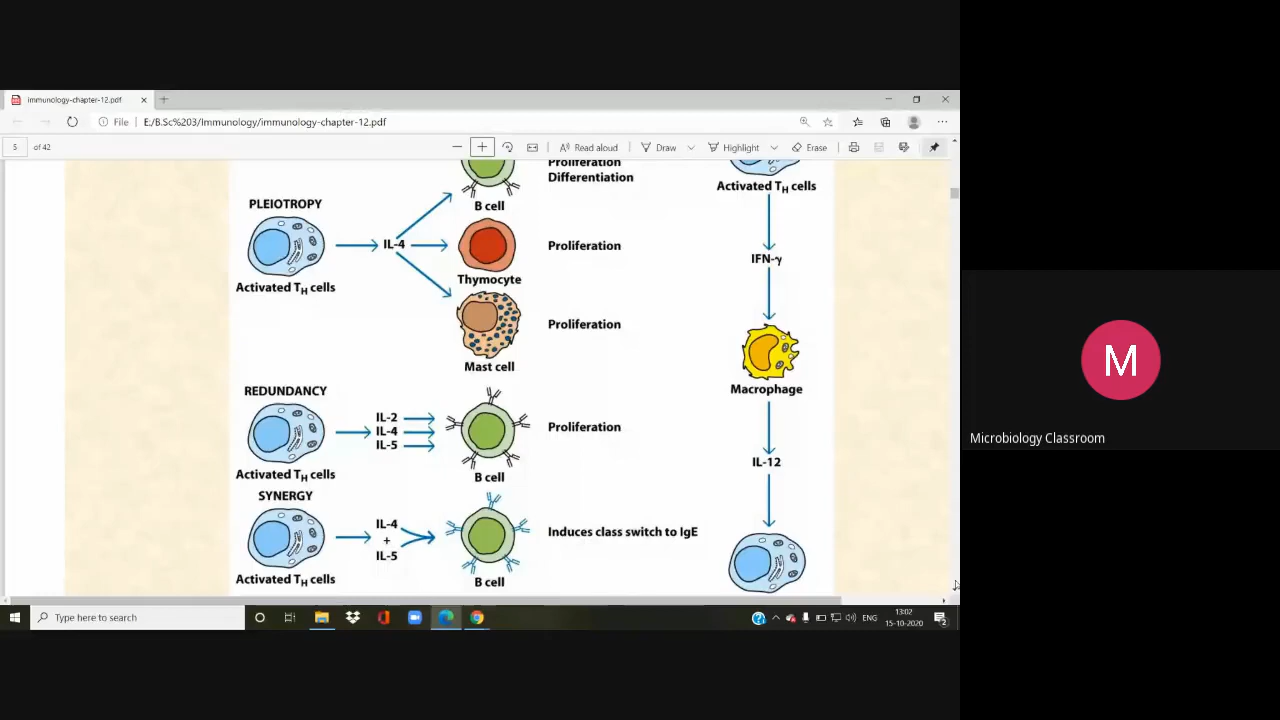 immunology-chapter-12.pdf
File
E:/B.Sc%203/Immunology/immunology-chapter-12.pdf
5 of 42
Read aloud
Draw
Highlight
Erase
PLEIOTROPY
Activated TH cells
IL-4
Proliferation
Differentiation
B cell
Proliferation
Thymocyte
Proliferation
Mast cell
REDUNDANCY
Activated TH cells
IL-2
IL-4
IL-5
Proliferation
B cell
SYNERGY
Activated TH cells
IL-4
+
IL-5
Induces class switch to IgE
B cell
Activated TH cells
IFN-γ
Macrophage
IL-12
Type here to search
ENG
13:02
15-10-2020
2
M
Microbiology Classroom